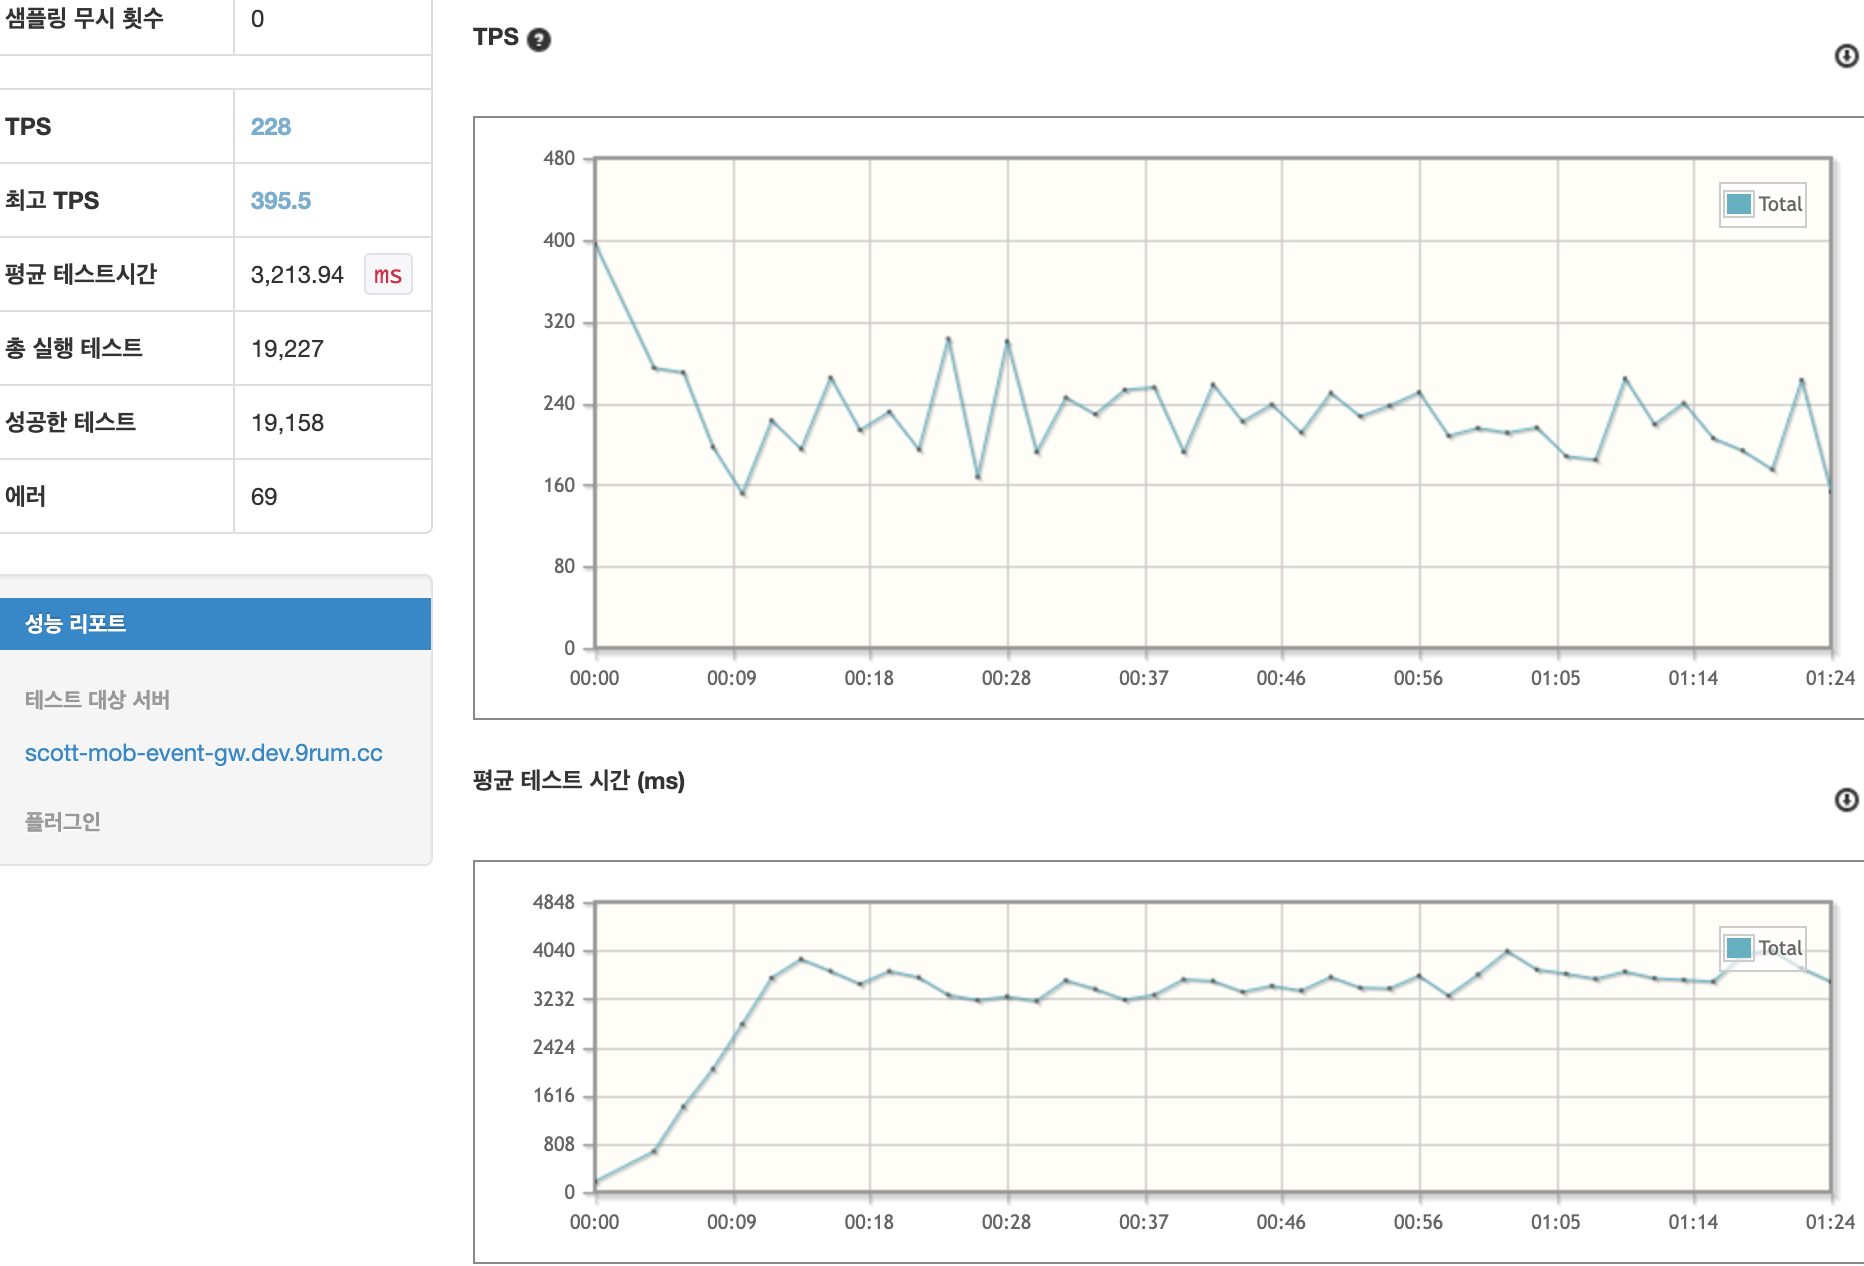 샘플링 무시 횟수 0
TPS 228
최고 TPS 395.5
평균 테스트시간 3,213.94 ms
총 실행 테스트 19,227
성공한 테스트 19,158
에러 69
성능 리포트
테스트 대상 서버
scott-mob-event-gw.dev.9rum.cc
플러그인
TPS ?
480
400
320
240
160
80
0
Total
00:00 00:09 00:18 00:28 00:37 00:46 00:56 01:05 01:14 01:24
평균 테스트 시간 (ms)
4848
4040
3232
2424
1616
808
0
Total
00:00 00:09 00:18 00:28 00:37 00:46 00:56 01:05 01:14 01:24